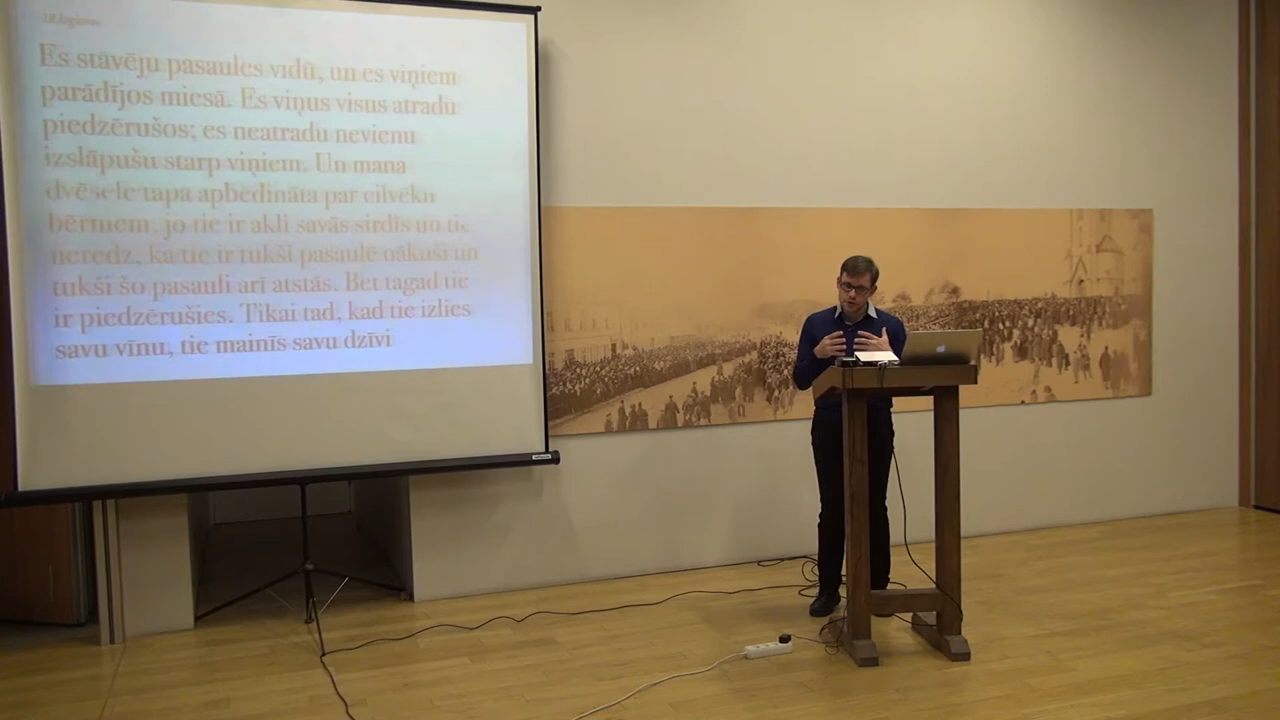 Es stāvēju pasaules vidū, un es viņiem
parādījos miesā. Es viņus visus atradu
piedzērušos; es neatradu nevienu
izslāpušu starp viņiem. Un mana
dvēsele tapa apbēdināta par cilvēku
bērniem, jo tie ir akli savās sirdīs un tie
neredz, ka tie ir tukši pasaulē nākuši un
tukši šo pasauli arī atstās. Bet tagad tie
ir piedzērušies. Tikai tad, kad tie izlies
savu vīnu, tie mainīs savu dzīvi